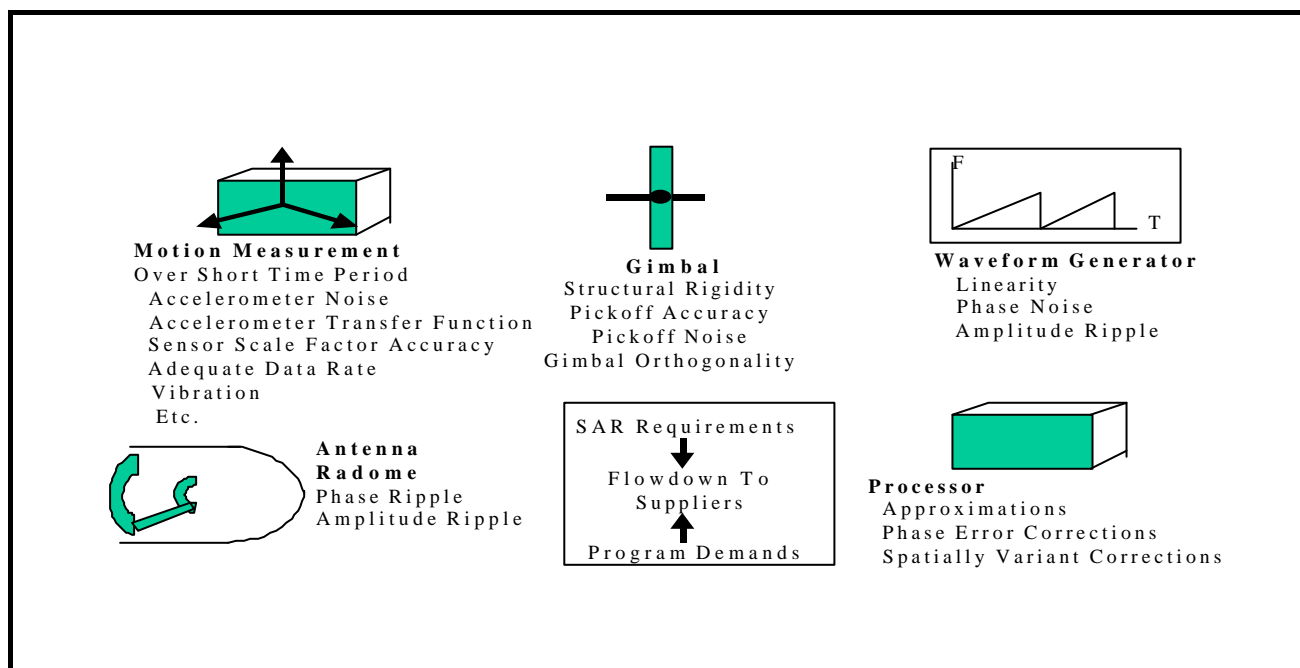 Motion Measurement
Over Short Time Period
Accelerometer Noise
Accelerometer Transfer Function
Sensor Scale Factor Accuracy
Adequate Data Rate
Vibration
Etc.
Gimbal
Structural Rigidity
Pickoff Accuracy
Pickoff Noise
Gimbal Orthogonality
F
T
Waveform Generator
Linearity
Phase Noise
Amplitude Ripple
Antenna
Radome
Phase Ripple
Amplitude Ripple
SAR Requirements
Flowdown To
Suppliers
Program Demands
Processor
Approximations
Phase Error Corrections
Spatially Variant Corrections